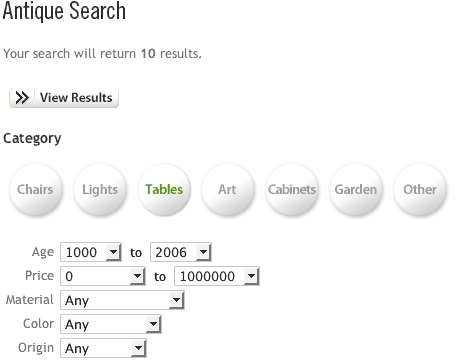 Antique Search
Your search will return 10 results.
View Results
Category
Chairs Lights Tables Art Cabinets Garden Other
Age 1000 to 2006
Price 0 to 1000000
Material Any
Color Any
Origin Any